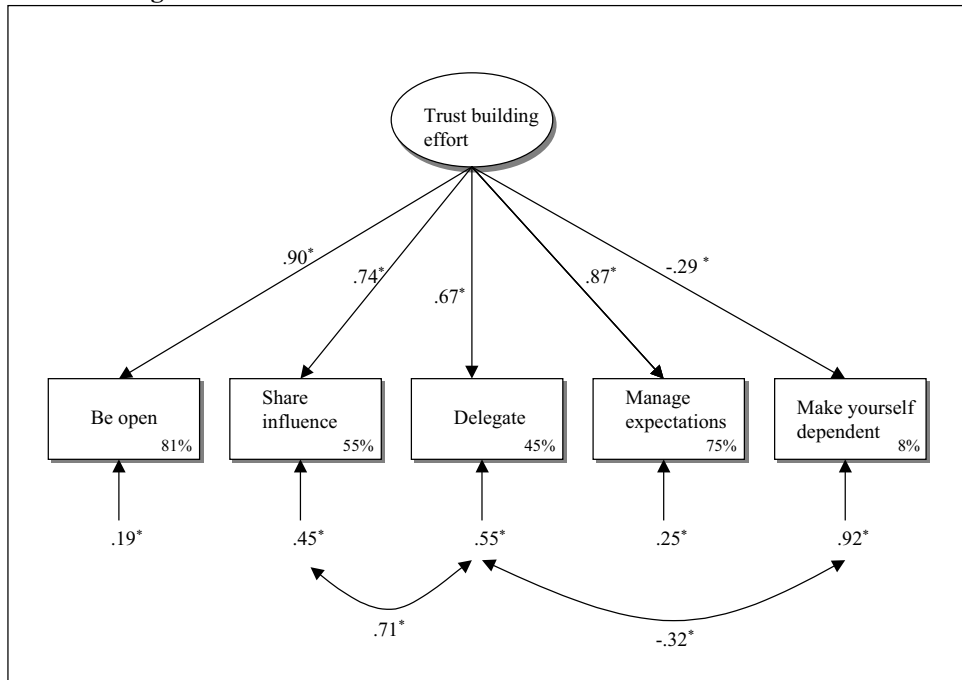 Trust building
effort
.90*
.74*
.67*
.87*
-.29 *
Be open
81%
Share
influence
55%
Delegate
45%
Manage
expectations
75%
Make yourself
dependent
8%
.19*
.45*
.55*
.25*
.92*
.71*
-.32*